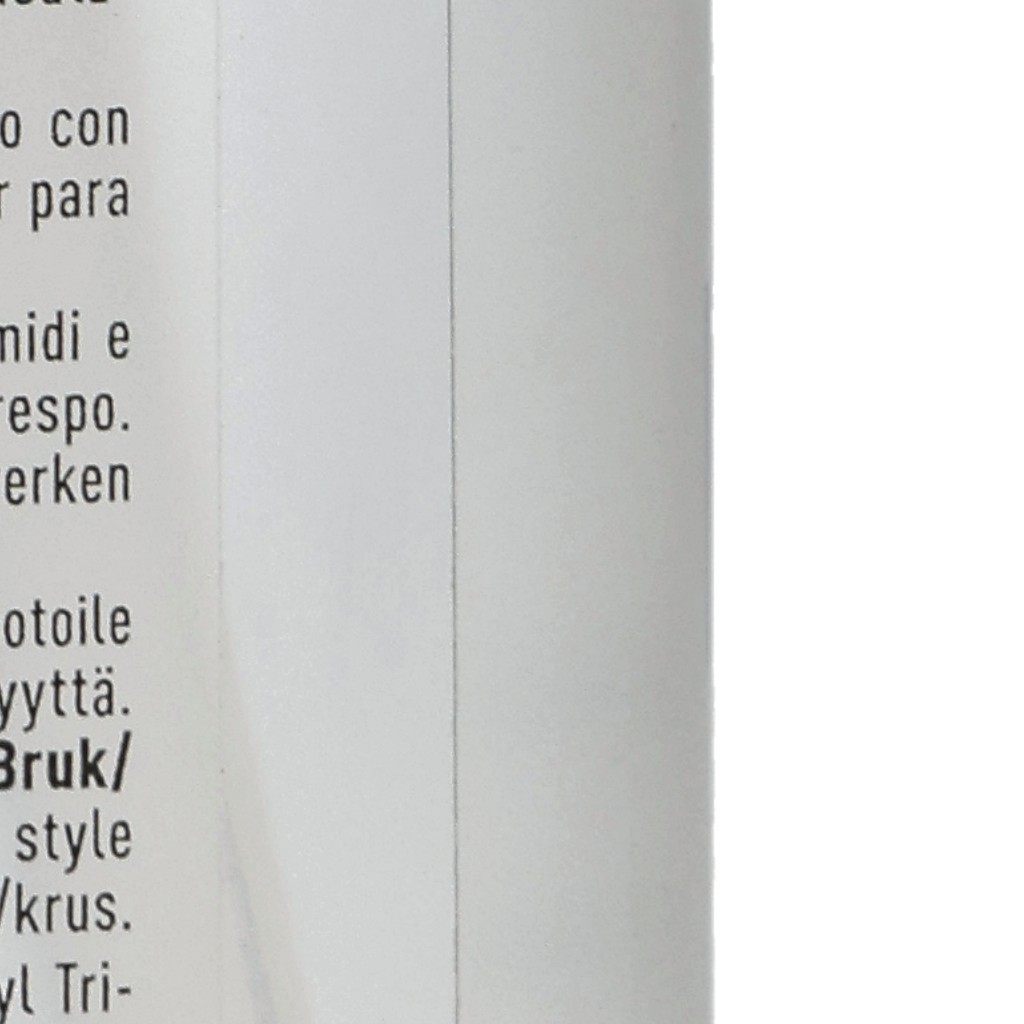 o con
r para
midi e
respo.
erken
otoile
yyttä.
Bruk/
style
/krus.
yl Tri-